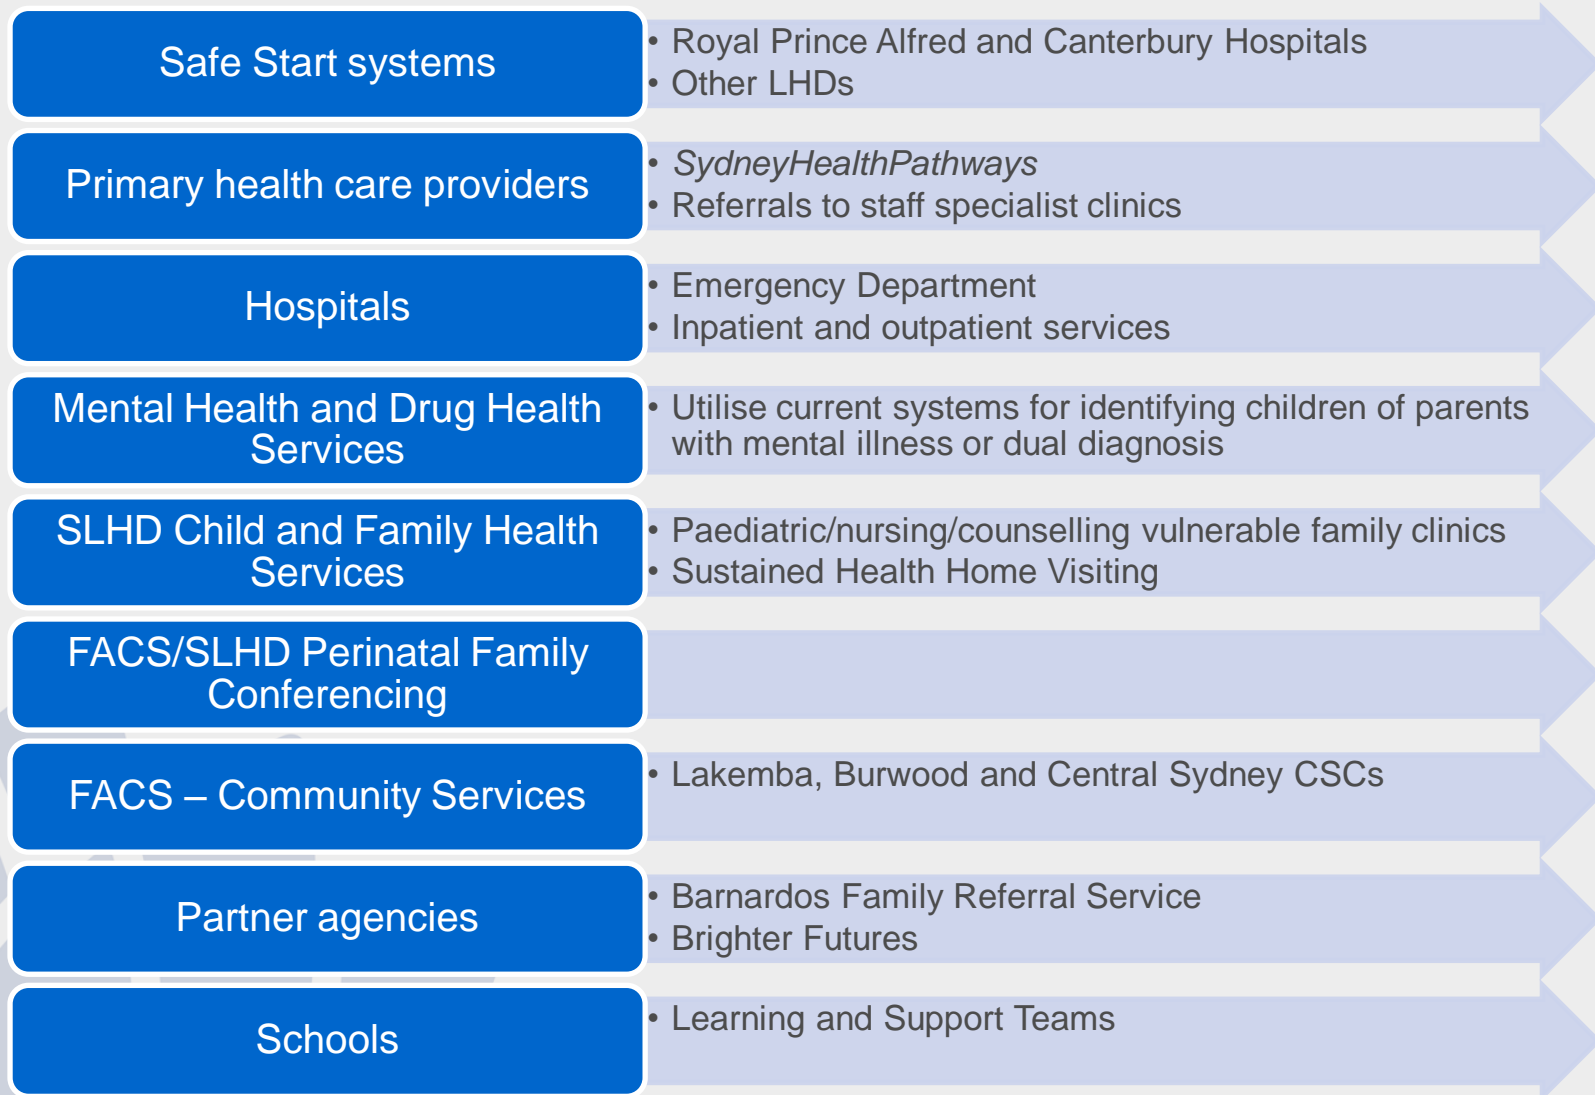 Safe Start systems
• Royal Prince Alfred and Canterbury Hospitals
• Other LHDs
Primary health care providers
• SydneyHealthPathways
• Referrals to staff specialist clinics
Hospitals
• Emergency Department
• Inpatient and outpatient services
Mental Health and Drug Health
Services
• Utilise current systems for identifying children of parents
with mental illness or dual diagnosis
SLHD Child and Family Health
Services
• Paediatric/nursing/counselling vulnerable family clinics
• Sustained Health Home Visiting
FACS/SLHD Perinatal Family
Conferencing
FACS – Community Services
• Lakemba, Burwood and Central Sydney CSCs
Partner agencies
• Barnardos Family Referral Service
• Brighter Futures
Schools
• Learning and Support Teams